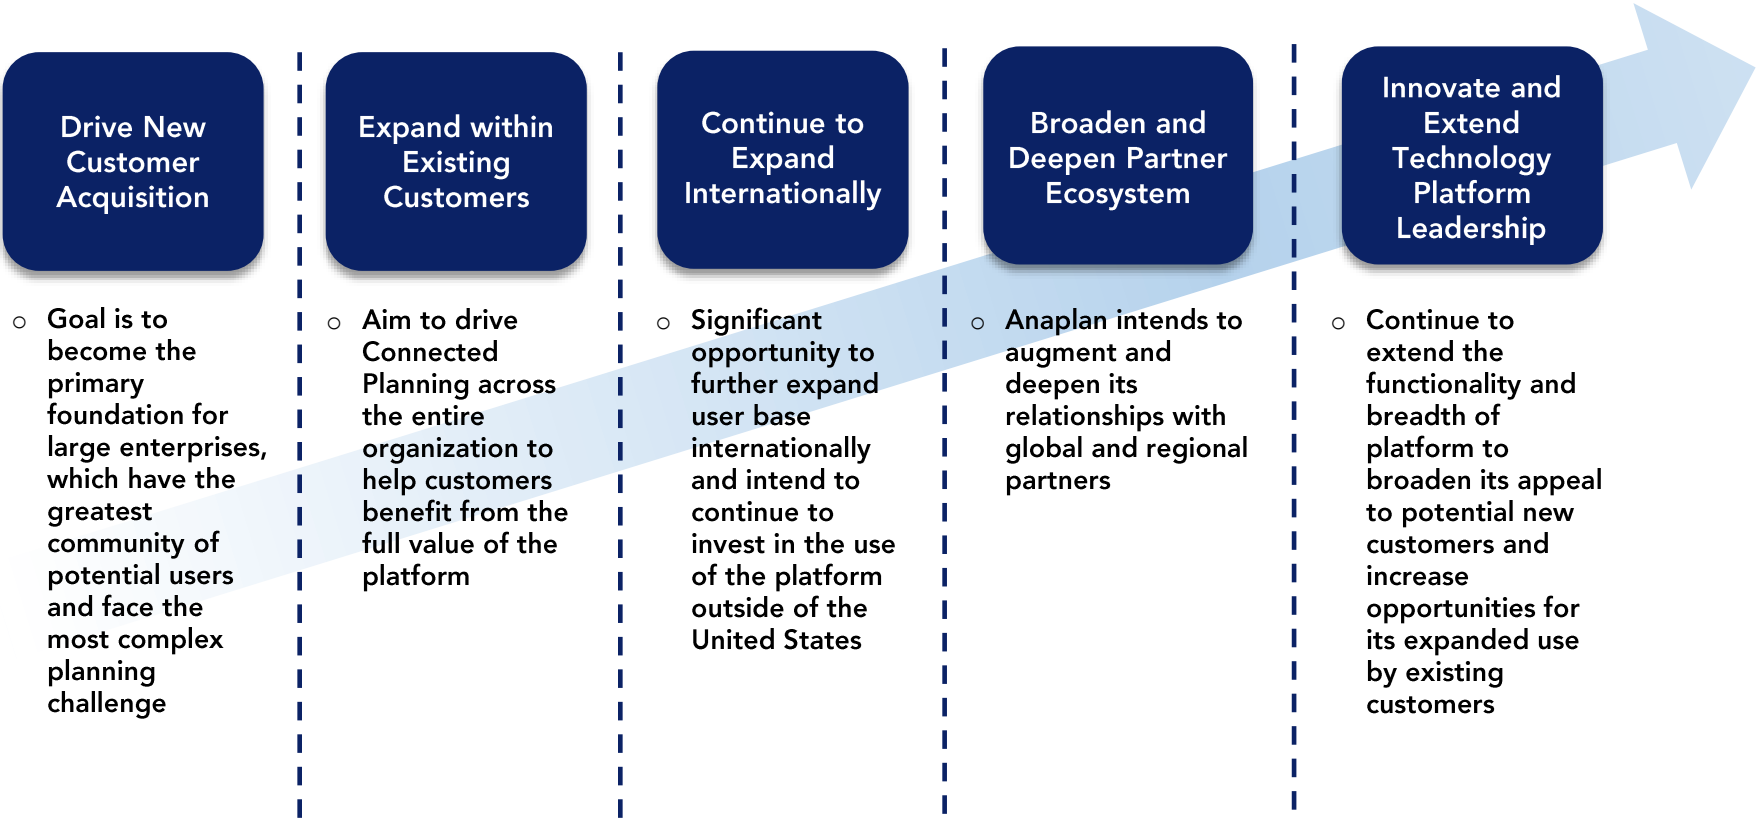 Drive New
Customer
Acquisition
Expand within
Existing
Customers
Continue to
Expand
Internationally
Broaden and
Deepen Partner
Ecosystem
Innovate and
Extend
Technology
Platform
Leadership
Goal is to
become the
primary
foundation for
large enterprises,
which have the
greatest
community of
potential users
and face the
most complex
planning
challenge
Aim to drive
Connected
Planning across
the entire
organization to
help customers
benefit from the
full value of the
platform
Significant
opportunity to
further expand
user base
internationally
and intend to
continue to
invest in the use
of the platform
outside of the
United States
Anaplan intends to
augment and
deepen its
relationships with
global and regional
partners
Continue to
extend the
functionality and
breadth of
platform to
broaden its appeal
to potential new
customers and
increase
opportunities for
its expanded use
by existing
customers